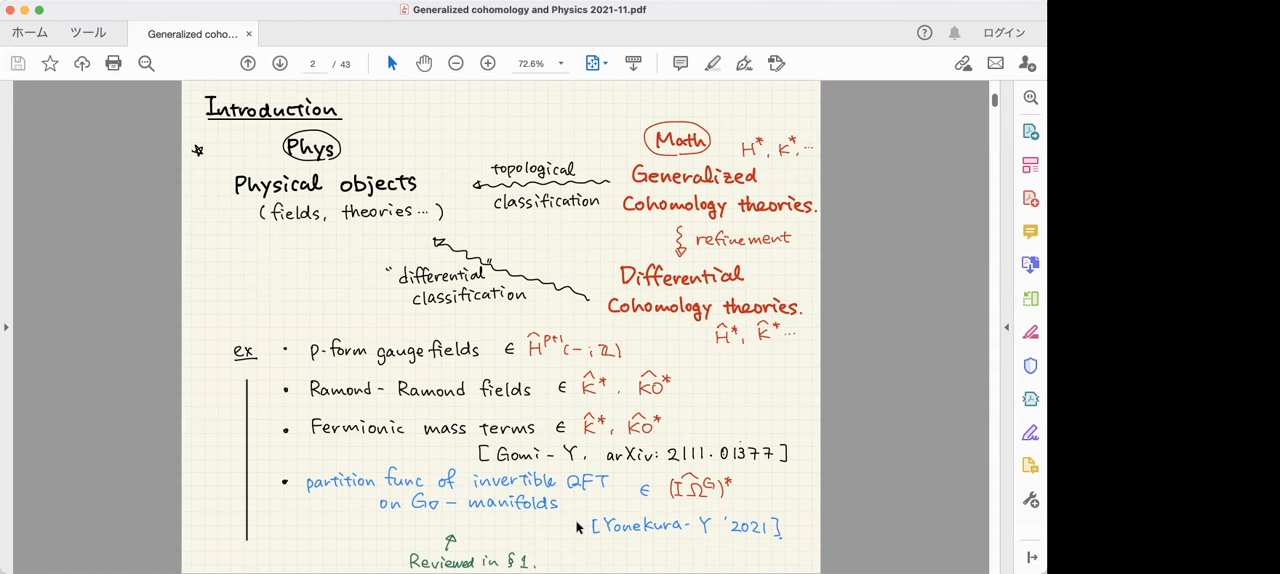 Generalized cohomology and Physics 2021-11.pdf
ホーム ツール Generalized coho... × ログイン
2 / 43 72.6%
Introduction
☆ Phys Math H*, K*, ...
Physical objects topological Generalized
(fields, theories ...) classification Cohomology theories.
refinement
"differential Differential
classification Cohomology theories.
Ĥ*, K̂* ...
ex · p-form gauge fields ∈ Ĥᵖ⁺¹(-; ℤ)
· Ramond - Ramond fields ∈ K̂*, K̂O*
· Fermionic mass terms ∈ K̂*, K̂O*
[Gomi - Y. arXiv: 2111.01377]
· partition func of invertible QFT ∈ (IΩ̂ᴳ)*
on G▽ - manifolds
[Yonekura - Y '2021].
Reviewed in § 1.